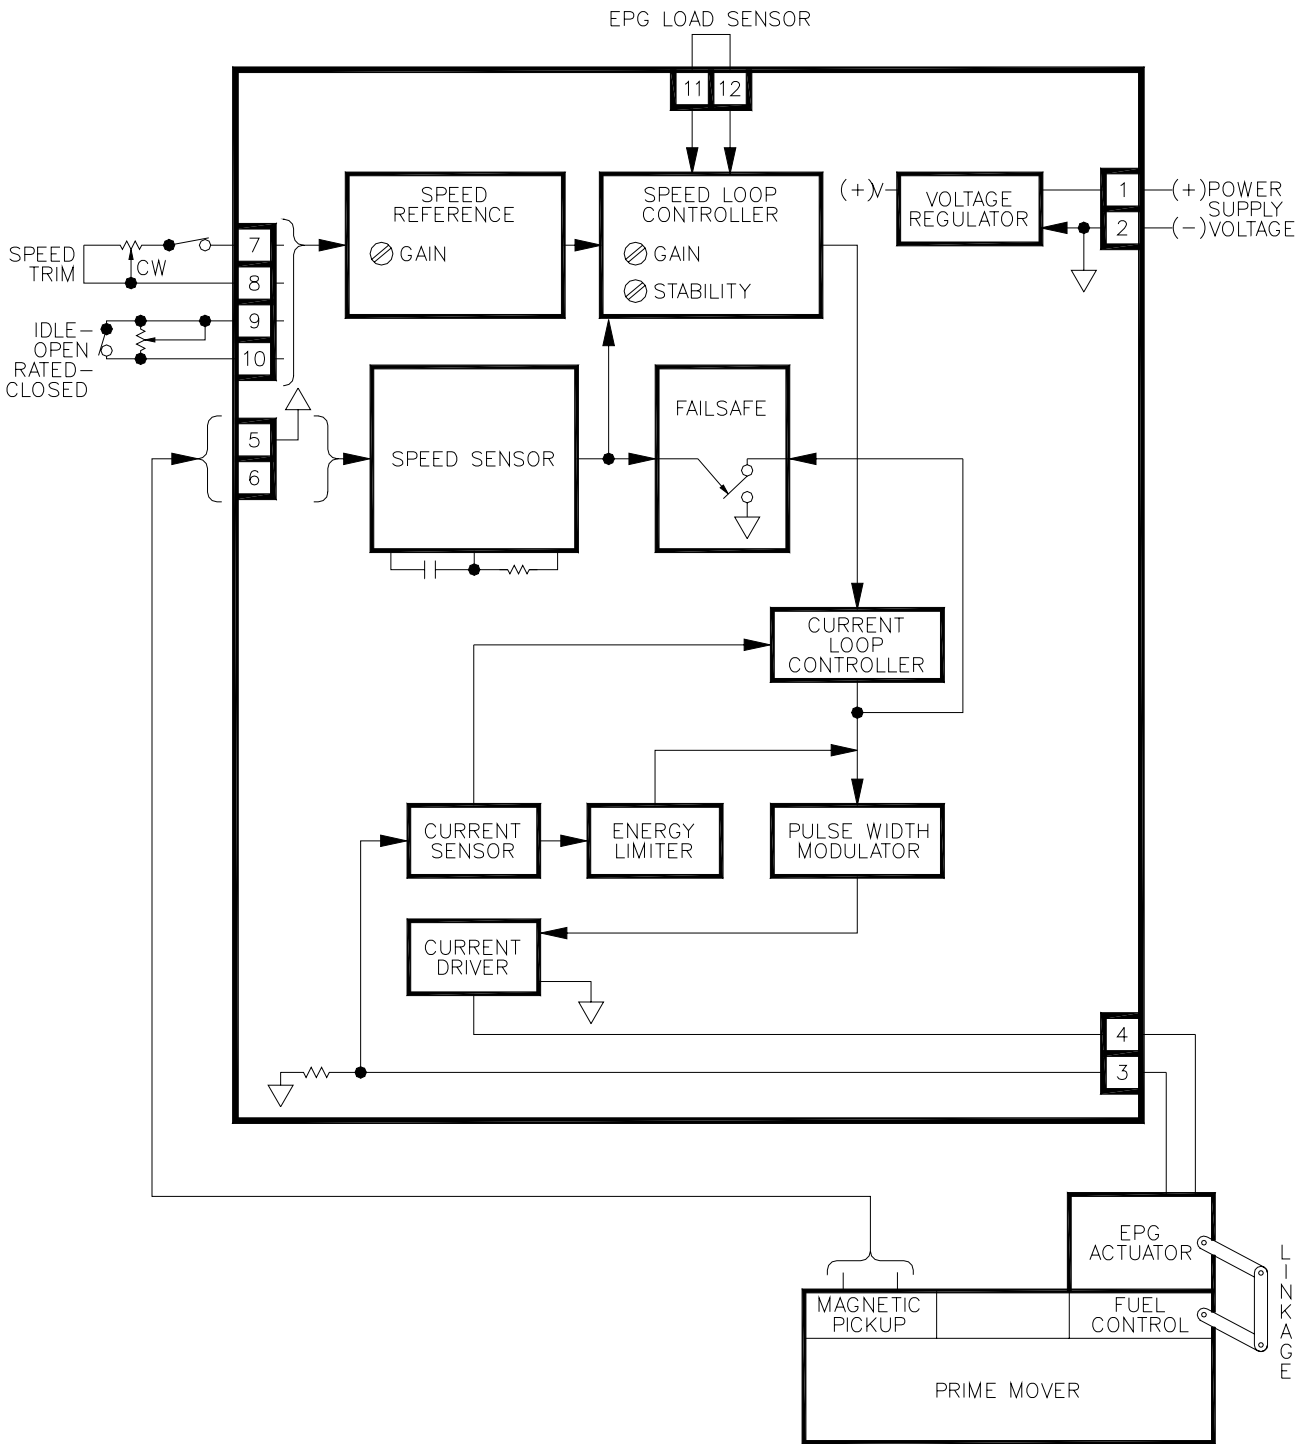 EPG LOAD SENSOR
11 12
SPEED
REFERENCE
GAIN
SPEED LOOP
CONTROLLER
GAIN
STABILITY
(+)V
VOLTAGE
REGULATOR
1
2
(+)POWER
SUPPLY
(-)VOLTAGE
SPEED
TRIM
CW
7
8
9
10
IDLE-
OPEN
RATED-
CLOSED
5
6
SPEED SENSOR
FAILSAFE
CURRENT
LOOP
CONTROLLER
CURRENT
SENSOR
ENERGY
LIMITER
PULSE WIDTH
MODULATOR
CURRENT
DRIVER
4
3
EPG
ACTUATOR
LINKAGE
MAGNETIC
PICKUP
FUEL
CONTROL
PRIME MOVER